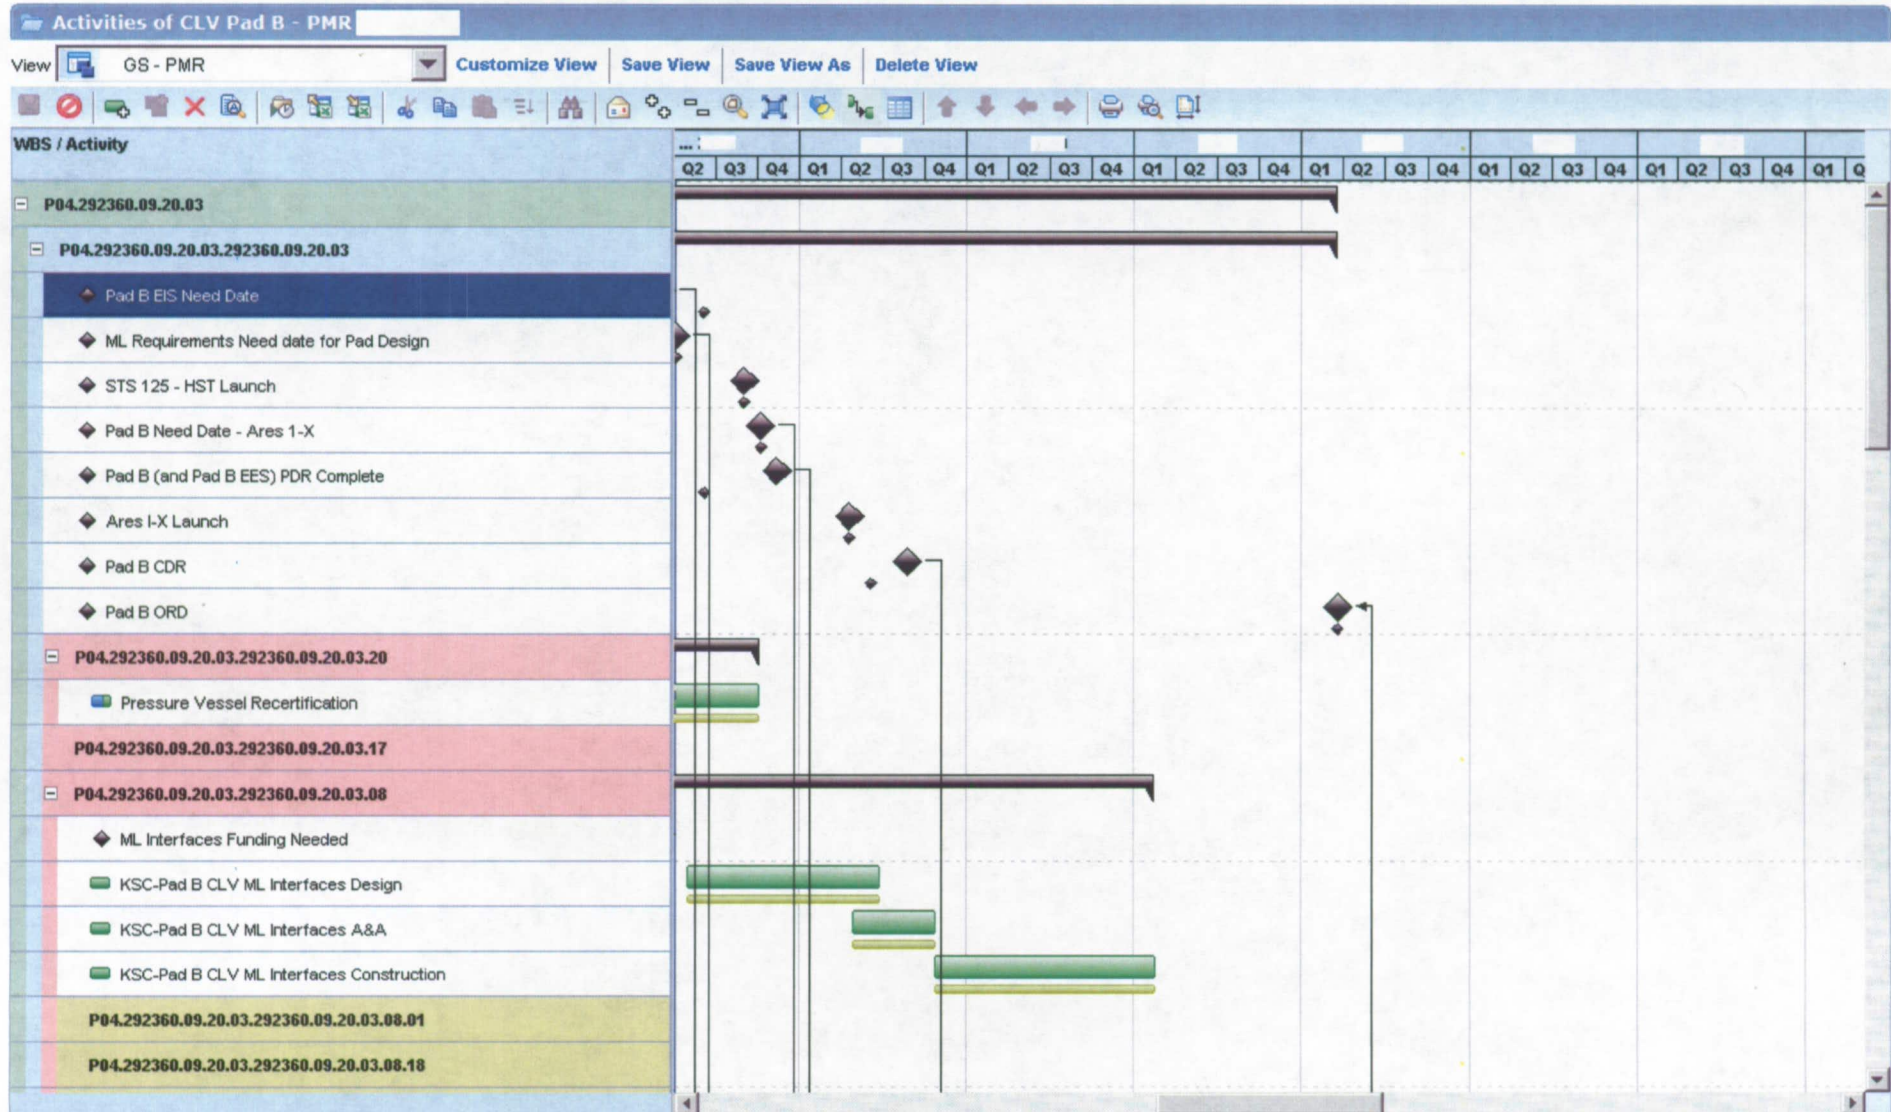 Activities of CLV Pad B - PMR
View GS - PMR Customize View Save View Save View As Delete View
WBS / Activity
...
Q2 Q3 Q4 Q1 Q2 Q3 Q4 Q1 Q2 Q3 Q4 Q1 Q2 Q3 Q4 Q1 Q2 Q3 Q4 Q1 Q2 Q3 Q4 Q1 Q2 Q3 Q4 Q1 Q
P04.292360.09.20.03
P04.292360.09.20.03.292360.09.20.03
Pad B EIS Need Date
ML Requirements Need date for Pad Design
STS 125 - HST Launch
Pad B Need Date - Ares 1-X
Pad B (and Pad B EES) PDR Complete
Ares I-X Launch
Pad B CDR
Pad B ORD
P04.292360.09.20.03.292360.09.20.03.20
Pressure Vessel Recertification
P04.292360.09.20.03.292360.09.20.03.17
P04.292360.09.20.03.292360.09.20.03.08
ML Interfaces Funding Needed
KSC-Pad B CLV ML Interfaces Design
KSC-Pad B CLV ML Interfaces A&A
KSC-Pad B CLV ML Interfaces Construction
P04.292360.09.20.03.292360.09.20.03.08.01
P04.292360.09.20.03.292360.09.20.03.08.18